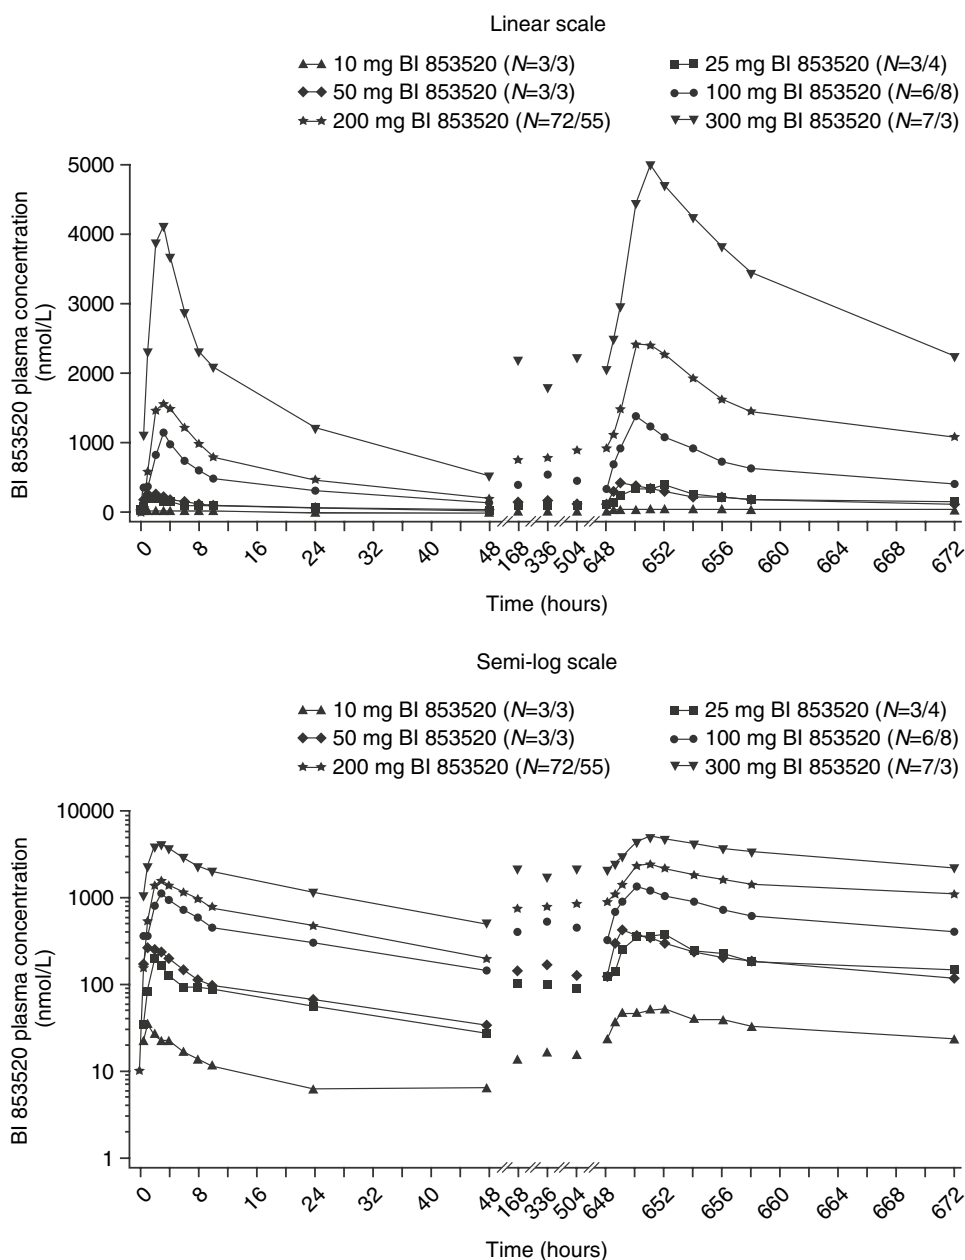 Linear scale
10 mg BI 853520 (N=3/3)
25 mg BI 853520 (N=3/4)
50 mg BI 853520 (N=3/3)
100 mg BI 853520 (N=6/8)
200 mg BI 853520 (N=72/55)
300 mg BI 853520 (N=7/3)
BI 853520 plasma concentration
(nmol/L)
5000
4000
3000
2000
1000
0
0 8 16 24 32 40 48 168 336 504 648 652 656 660 664 668 672
Time (hours)
Semi-log scale
10 mg BI 853520 (N=3/3)
25 mg BI 853520 (N=3/4)
50 mg BI 853520 (N=3/3)
100 mg BI 853520 (N=6/8)
200 mg BI 853520 (N=72/55)
300 mg BI 853520 (N=7/3)
BI 853520 plasma concentration
(nmol/L)
10000
1000
100
10
1
0 8 16 24 32 40 48 168 336 504 648 652 656 660 664 668 672
Time (hours)